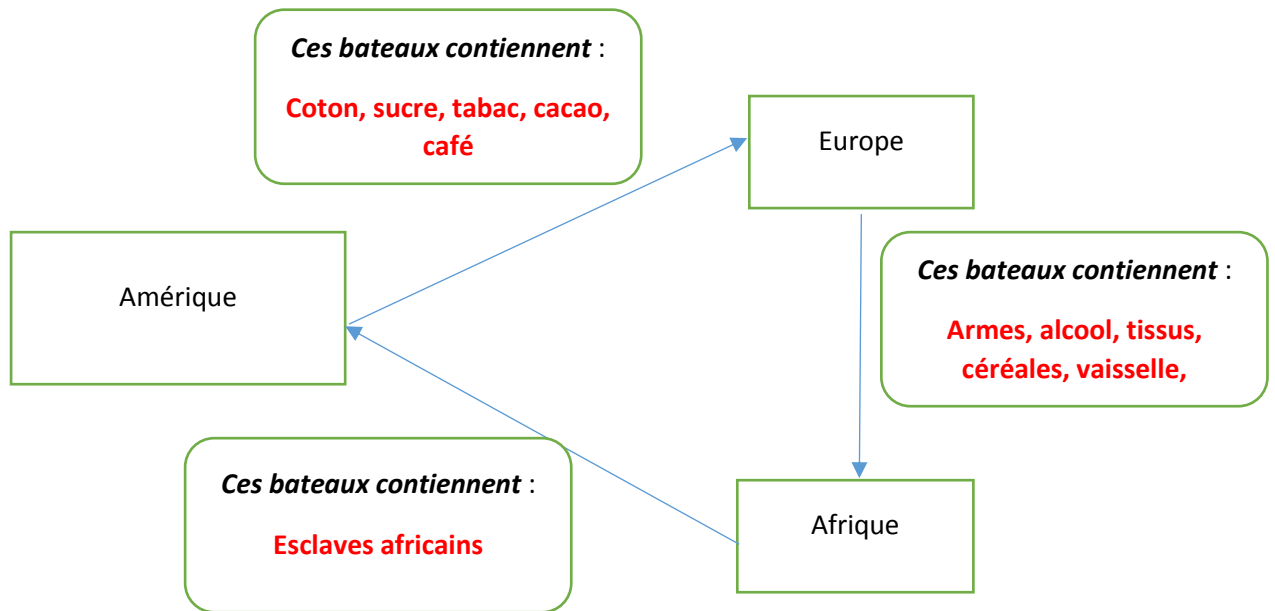 Ces bateaux contiennent :
Coton, sucre, tabac, cacao,
café
Europe
Amérique
Ces bateaux contiennent :
Armes, alcool, tissus,
céréales, vaisselle,
Ces bateaux contiennent :
Esclaves africains
Afrique